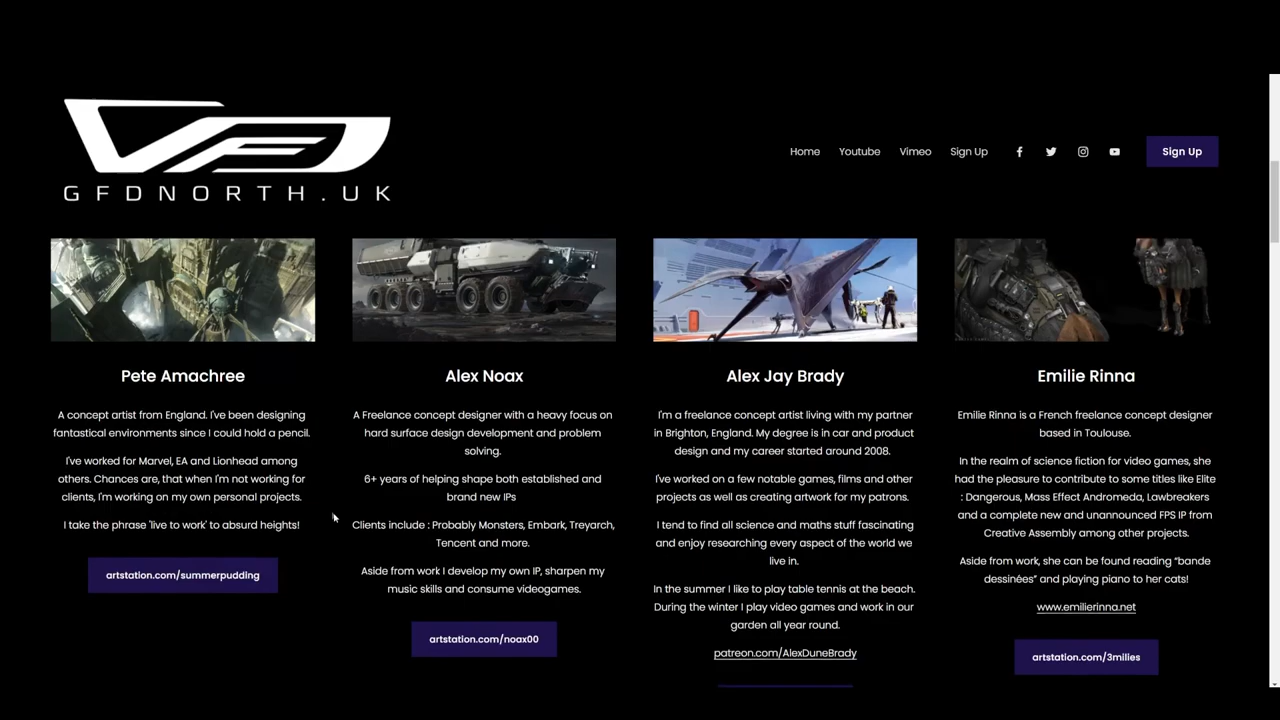 GFDNORTH.UK
Home
Youtube
Vimeo
Sign Up
Sign Up
Pete Amachree
A concept artist from England. I've been designing
fantastical environments since I could hold a pencil.
I've worked for Marvel, EA and Lionhead among
others. Chances are, that when I'm not working for
clients, I'm working on my own personal projects.
I take the phrase 'live to work' to absurd heights!
artstation.com/summerpudding
Alex Noax
A Freelance concept designer with a heavy focus on
hard surface design development and problem
solving.
6+ years of helping shape both established and
brand new IPs
Clients include : Probably Monsters, Embark, Treyarch,
Tencent and more.
Aside from work I develop my own IP, sharpen my
music skills and consume videogames.
artstation.com/noax00
Alex Jay Brady
I'm a freelance concept artist living with my partner
in Brighton, England. My degree is in car and product
design and my career started around 2008.
I've worked on a few notable games, films and other
projects as well as creating artwork for my patrons.
I tend to find all science and maths stuff fascinating
and enjoy researching every aspect of the world we
live in.
In the summer I like to play table tennis at the beach.
During the winter I play video games and work in our
garden all year round.
patreon.com/AlexDuneBrady
Emilie Rinna
Emilie Rinna is a French freelance concept designer
based in Toulouse.
In the realm of science fiction for video games, she
had the pleasure to contribute to some titles like Elite
: Dangerous, Mass Effect Andromeda, Lawbreakers
and a complete new and unannounced FPS IP from
Creative Assembly among other projects.
Aside from work, she can be found reading “bande
dessinées” and playing piano to her cats!
www.emilierinna.net
artstation.com/3milies